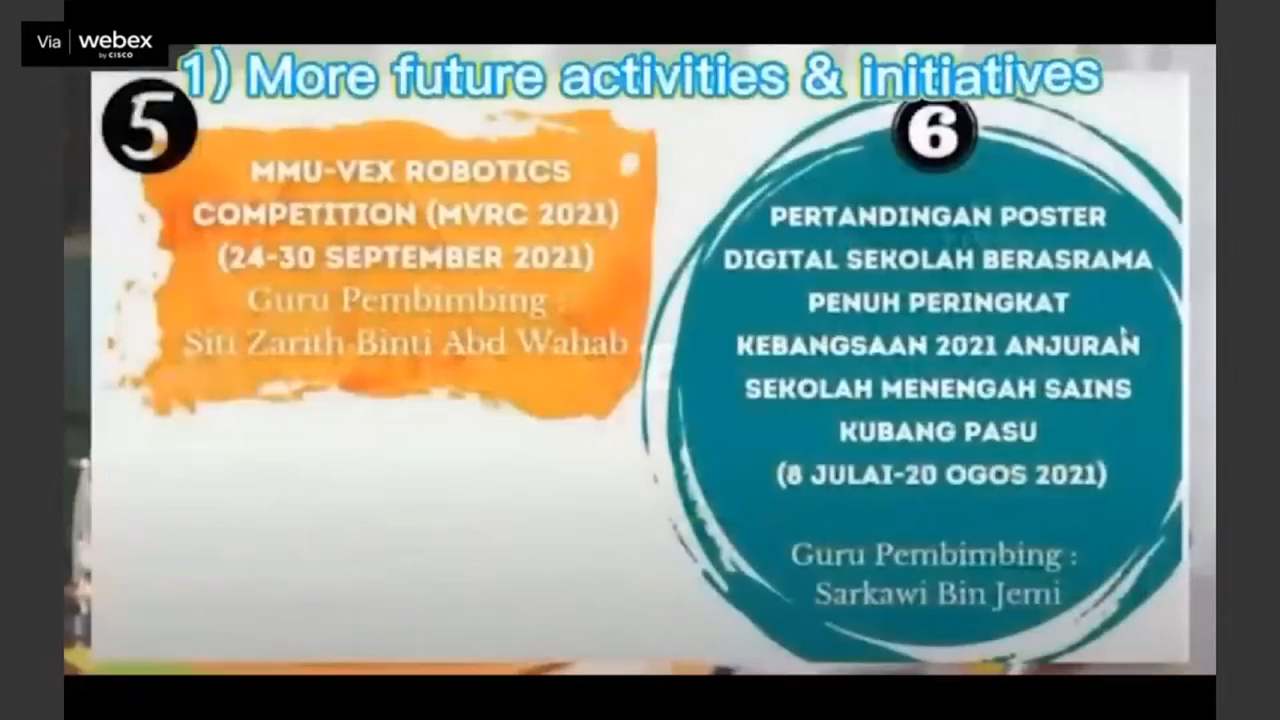 Via webex
by CISCO
1) More future activities & initiatives
5
MMU-VEX ROBOTICS
COMPETITION (MVRC 2021)
(24-30 SEPTEMBER 2021)
Guru Pembimbing :
Siti Zarith Binti Abd Wahab
6
PERTANDINGAN POSTER
DIGITAL SEKOLAH BERASRAMA
PENUH PERINGKAT
KEBANGSAAN 2021 ANJURAN
SEKOLAH MENENGAH SAINS
KUBANG PASU
(8 JULAI-20 OGOS 2021)
Guru Pembimbing :
Sarkawi Bin Jemi